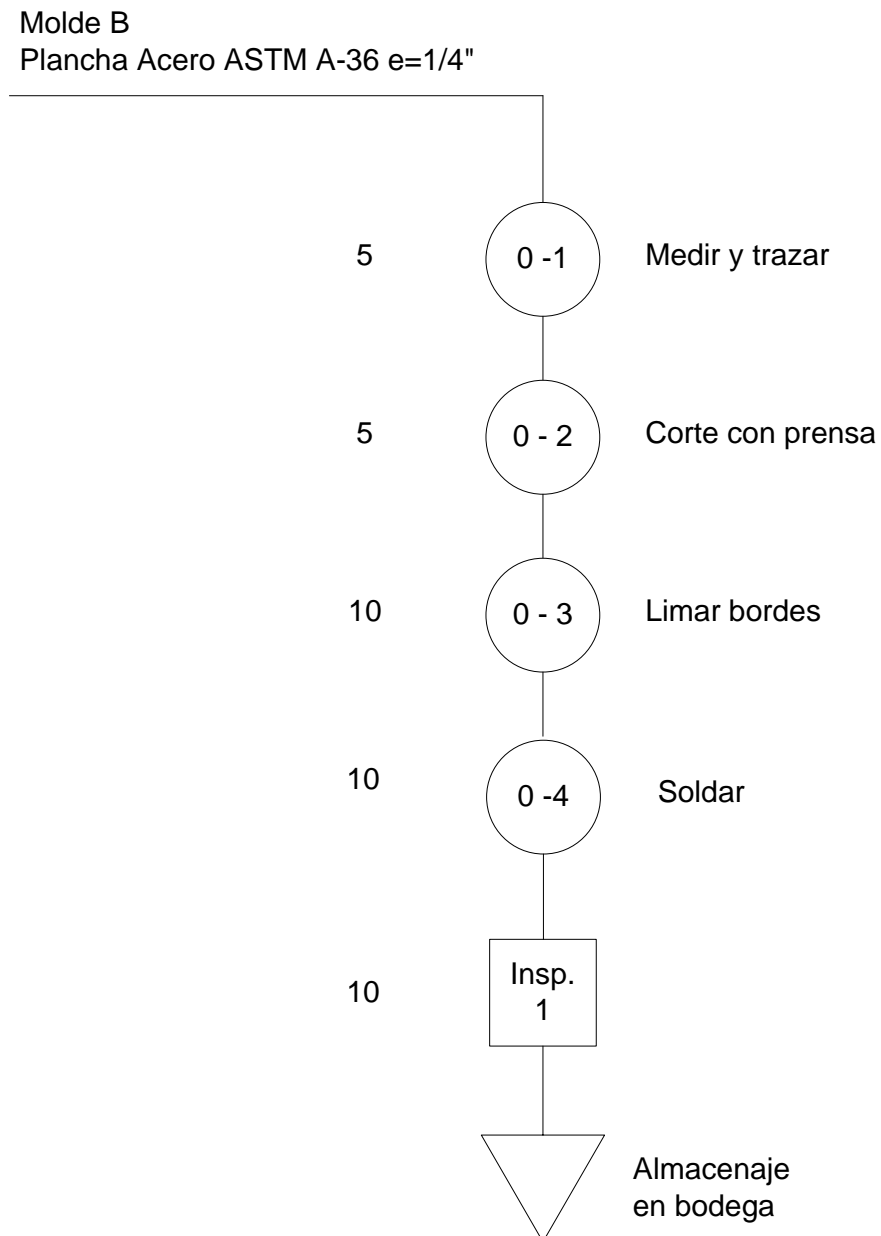 Molde B
Plancha Acero ASTM A-36 e=1/4"
5 0 -1 Medir y trazar
5 0 - 2 Corte con prensa
10 0 - 3 Limar bordes
10 0 -4 Soldar
10 Insp.
1
Almacenaje
en bodega